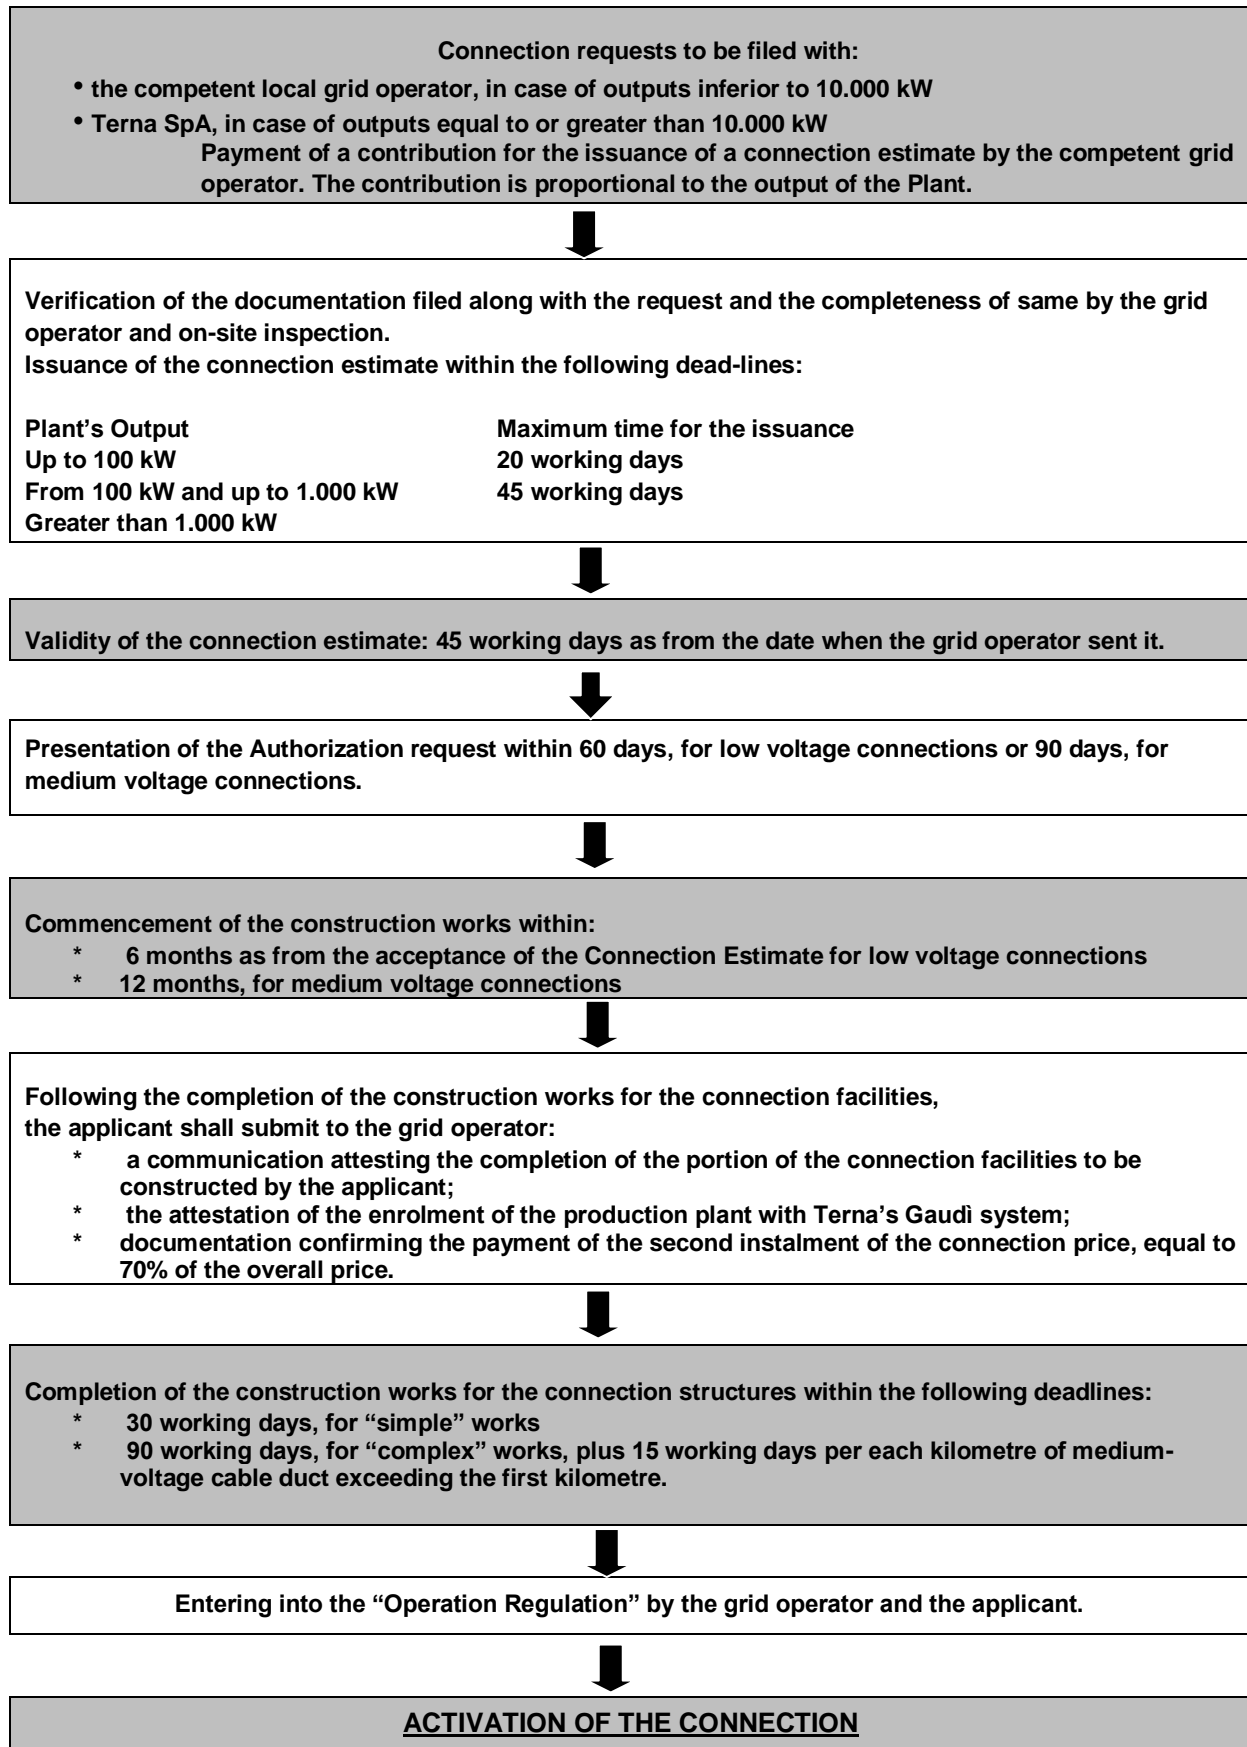 Connection requests to be filed with:
• the competent local grid operator, in case of outputs inferior to 10.000 kW
• Terna SpA, in case of outputs equal to or greater than 10.000 kW
Payment of a contribution for the issuance of a connection estimate by the competent grid
operator. The contribution is proportional to the output of the Plant.
Verification of the documentation filed along with the request and the completeness of same by the grid
operator and on-site inspection.
Issuance of the connection estimate within the following dead-lines:
Plant’s Output Maximum time for the issuance
Up to 100 kW 20 working days
From 100 kW and up to 1.000 kW 45 working days
Greater than 1.000 kW
Validity of the connection estimate: 45 working days as from the date when the grid operator sent it.
Presentation of the Authorization request within 60 days, for low voltage connections or 90 days, for
medium voltage connections.
Commencement of the construction works within:
* 6 months as from the acceptance of the Connection Estimate for low voltage connections
* 12 months, for medium voltage connections
Following the completion of the construction works for the connection facilities,
the applicant shall submit to the grid operator:
* a communication attesting the completion of the portion of the connection facilities to be
constructed by the applicant;
* the attestation of the enrolment of the production plant with Terna’s Gaudì system;
* documentation confirming the payment of the second instalment of the connection price, equal to
70% of the overall price.
Completion of the construction works for the connection structures within the following deadlines:
* 30 working days, for “simple” works
* 90 working days, for “complex” works, plus 15 working days per each kilometre of medium-
voltage cable duct exceeding the first kilometre.
Entering into the “Operation Regulation” by the grid operator and the applicant.
ACTIVATION OF THE CONNECTION